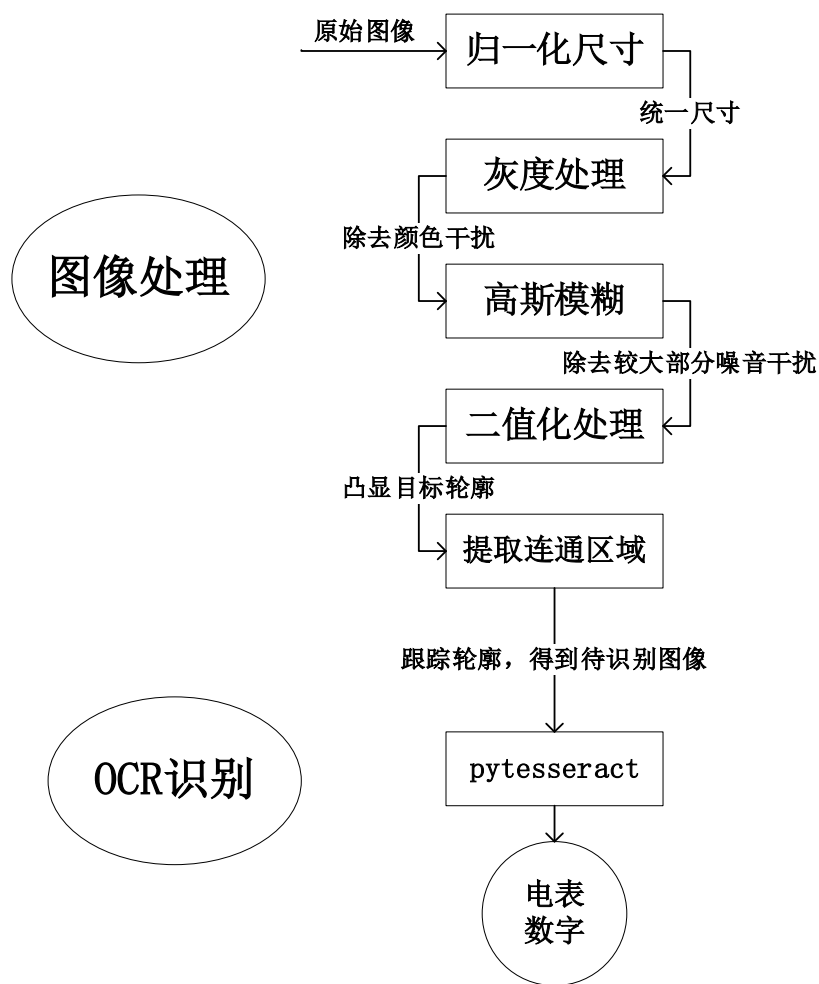 原始图像
归一化尺寸
统一尺寸
灰度处理
除去颜色干扰
图像处理
高斯模糊
除去较大部分噪音干扰
二值化处理
凸显目标轮廓
提取连通区域
跟踪轮廓，得到待识别图像
OCR识别
pytesseract
电表
数字